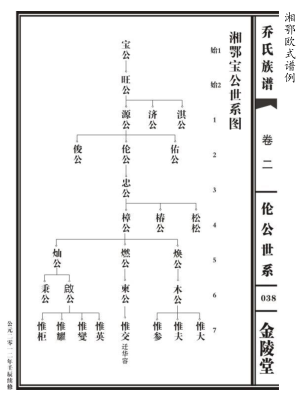 湘鄂欧式谱例
乔氏族谱
卷二
伦公世系
038
金陵堂
湘鄂宝公世系图
始1
始2
1
2
3
4
5
6
7
宝公
旺公
淇公
济公
源公
佑公
伦公
俊公
忠公
松松
椿公
樟公
焕公
燃公
灿公
木公
東公
啟公
秉公
惟大
惟夫
惟参
惟交
迁华容
惟英
惟燮
惟耀
惟柜
公元二〇一二年壬辰续修